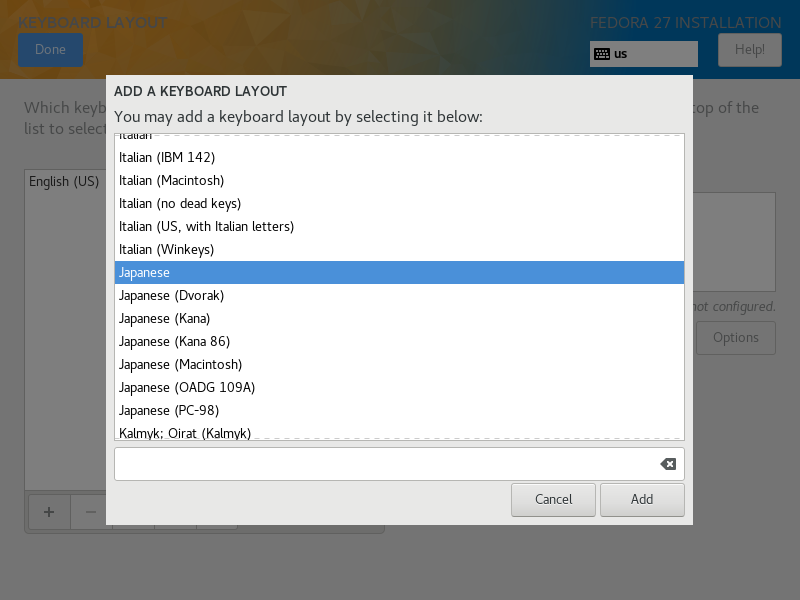 KEYBOARD LAYOUT
FEDORA 27 INSTALLATION
Done
us
Help!
ADD A KEYBOARD LAYOUT
You may add a keyboard layout by selecting it below:
Which keyb
top of the
list to selec
English (US)
Italian
Italian (IBM 142)
Italian (Macintosh)
Italian (no dead keys)
Italian (US, with Italian letters)
Italian (Winkeys)
Japanese
Japanese (Dvorak)
Japanese (Kana)
Japanese (Kana 86)
Japanese (Macintosh)
Japanese (OADG 109A)
Japanese (PC-98)
Kalmyk; Oirat (Kalmyk)
not configured.
Options
Cancel
Add